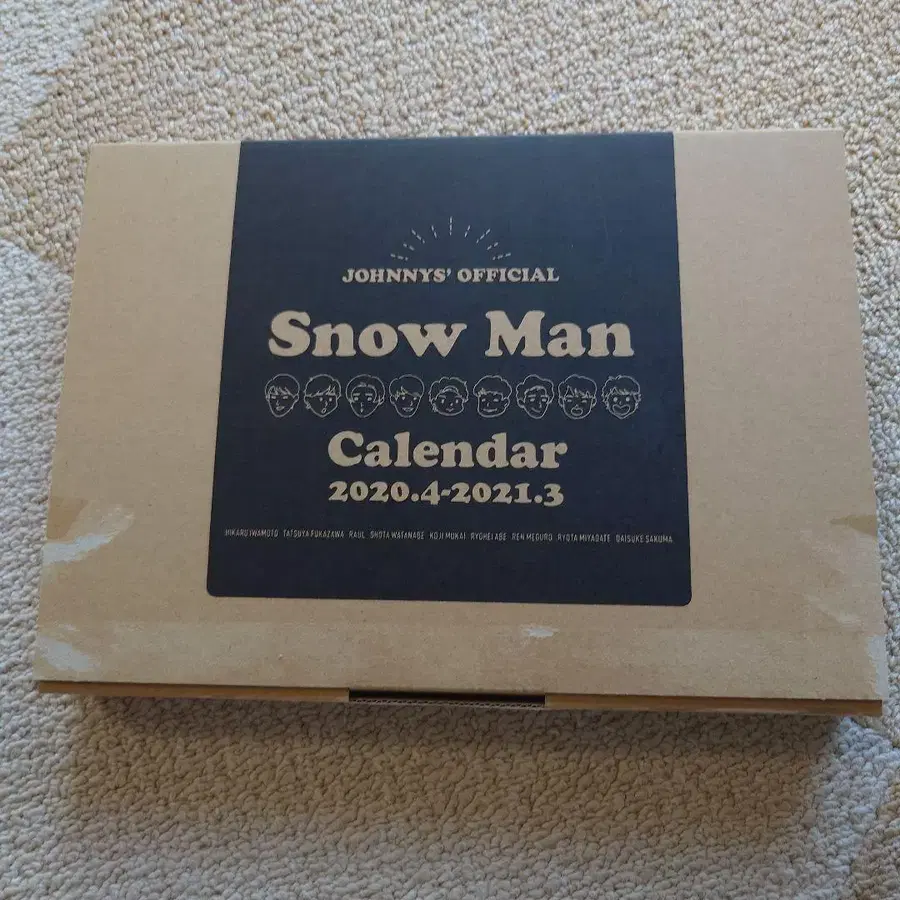 JOHNNYS' OFFICIAL
Snow Man
Calendar
2020.4-2021.3
HIKARU IWAMOTO TATSUYA FUKAZAWA RAUL SHOTA WATANABE KOJI MUKAI RYOHEI ABE REN MEGURO RYOTA MIYADATE DAISUKE SAKUMA